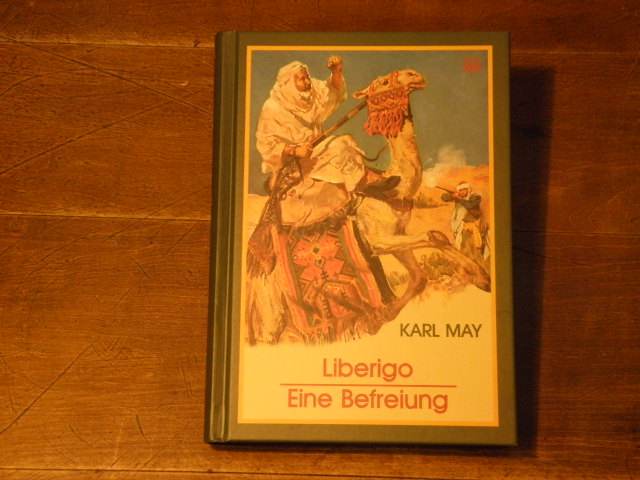 KARL MAY
Liberigo
Eine Befreiung